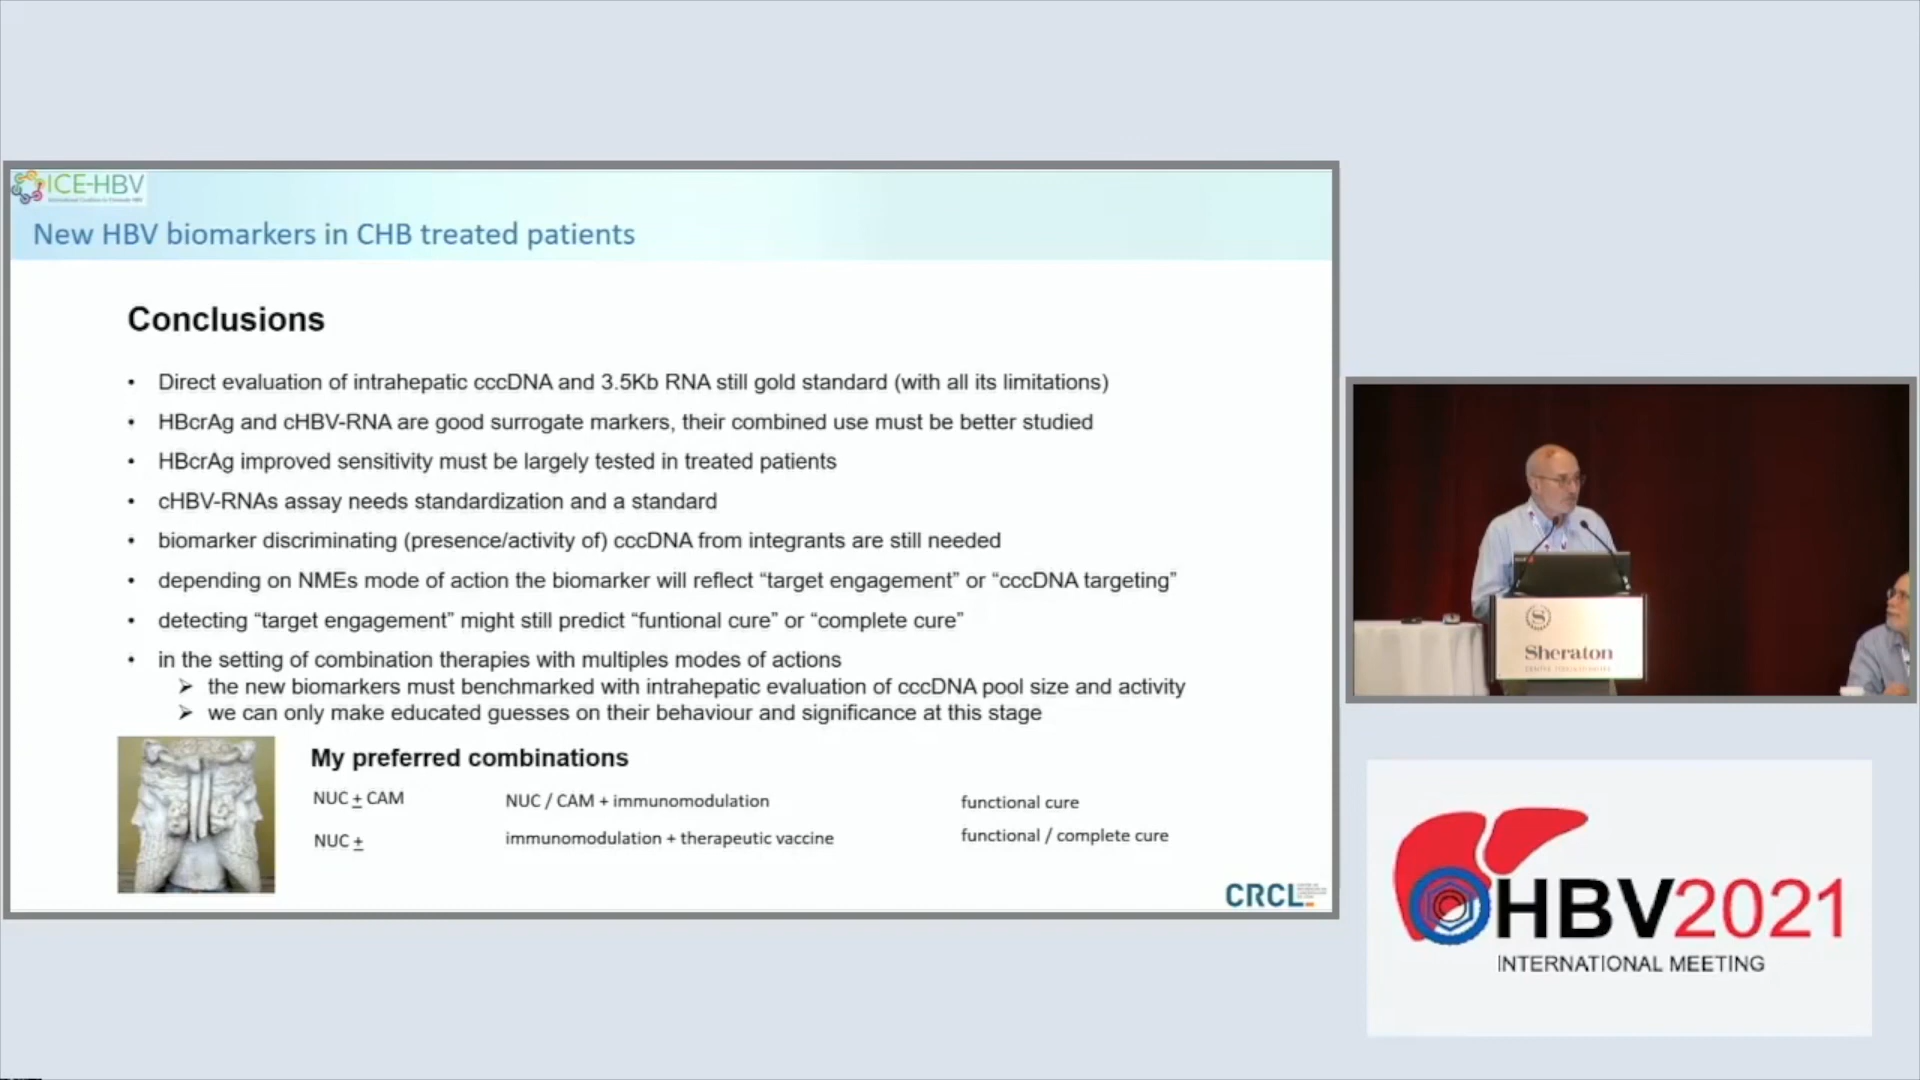 ICE-HBV
New HBV biomarkers in CHB treated patients
Conclusions
• Direct evaluation of intrahepatic cccDNA and 3.5Kb RNA still gold standard (with all its limitations)
• HBcrAg and cHBV-RNA are good surrogate markers, their combined use must be better studied
• HBcrAg improved sensitivity must be largely tested in treated patients
• cHBV-RNAs assay needs standardization and a standard
• biomarker discriminating (presence/activity of) cccDNA from integrants are still needed
• depending on NMEs mode of action the biomarker will reflect “target engagement” or “cccDNA targeting”
• detecting “target engagement” might still predict “funtional cure” or “complete cure”
• in the setting of combination therapies with multiples modes of actions
➢ the new biomarkers must benchmarked with intrahepatic evaluation of cccDNA pool size and activity
➢ we can only make educated guesses on their behaviour and significance at this stage
My preferred combinations
NUC + CAM NUC / CAM + immunomodulation functional cure
NUC + immunomodulation + therapeutic vaccine functional / complete cure
CRCL
S
Sheraton
HBV2021
INTERNATIONAL MEETING